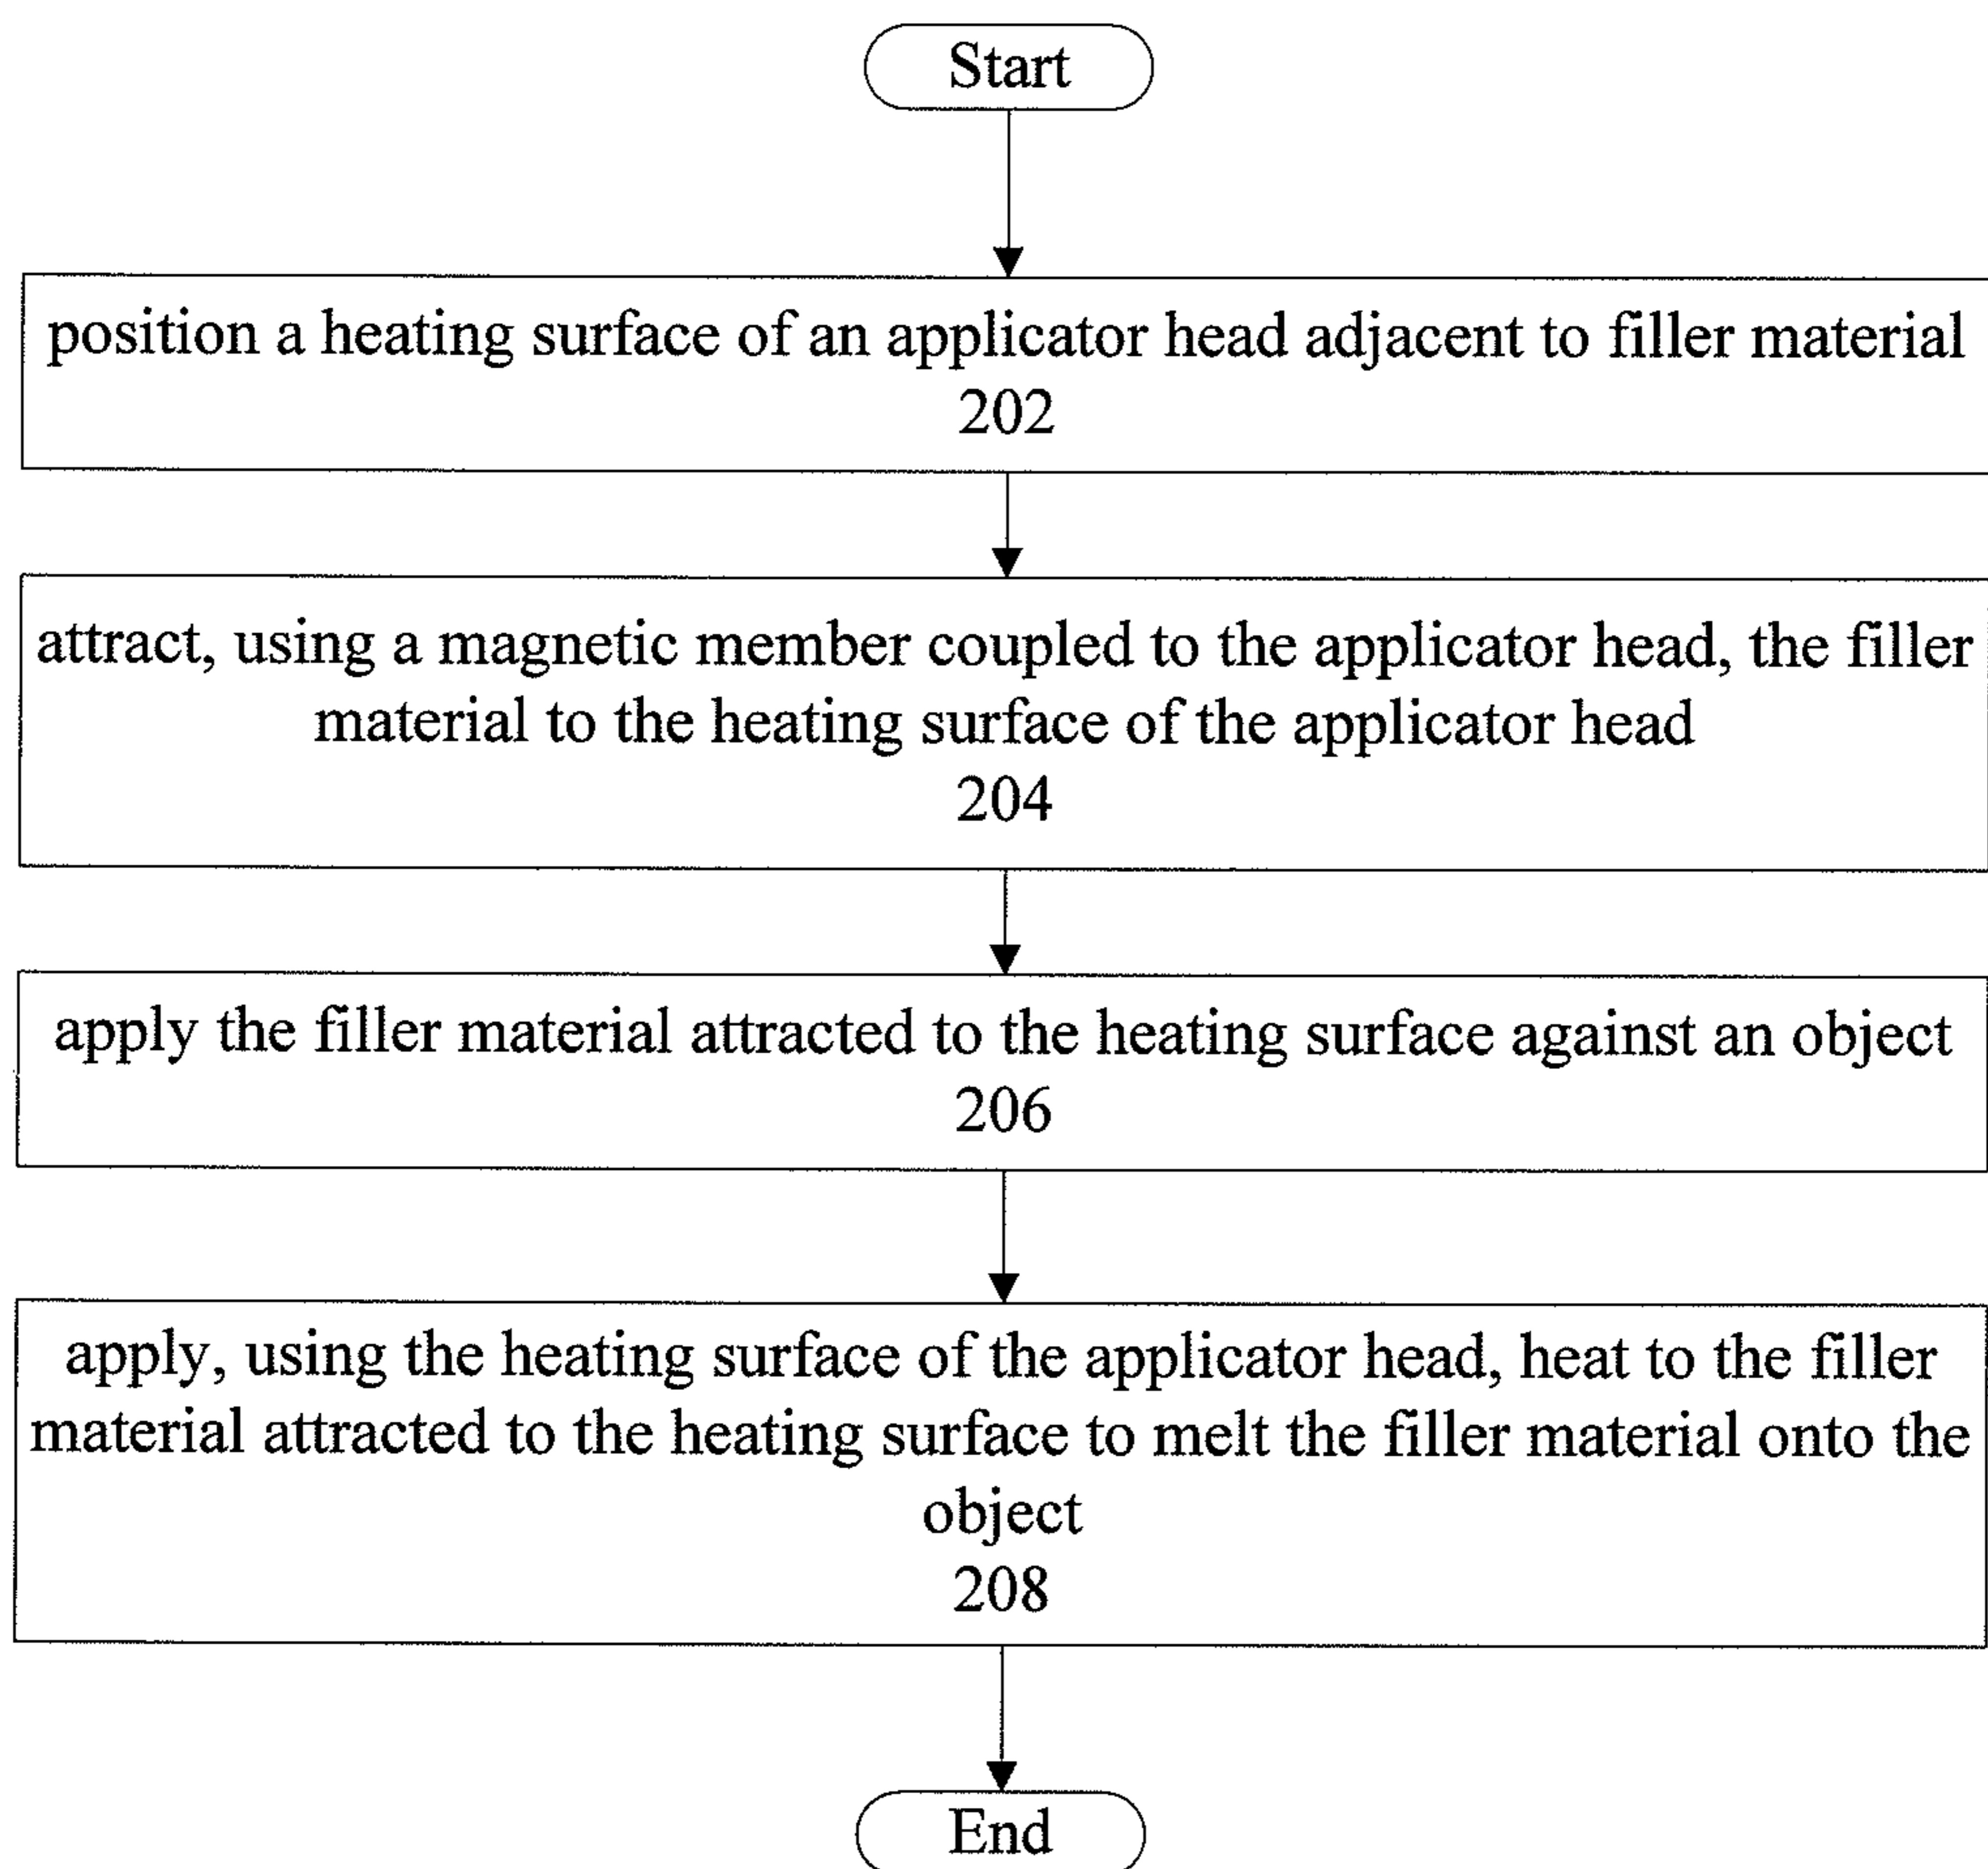 Start
position a heating surface of an applicator head adjacent to filler material
202
attract, using a magnetic member coupled to the applicator head, the filler
material to the heating surface of the applicator head
204
apply the filler material attracted to the heating surface against an object
206
apply, using the heating surface of the applicator head, heat to the filler
material attracted to the heating surface to melt the filler material onto the
object
208
End